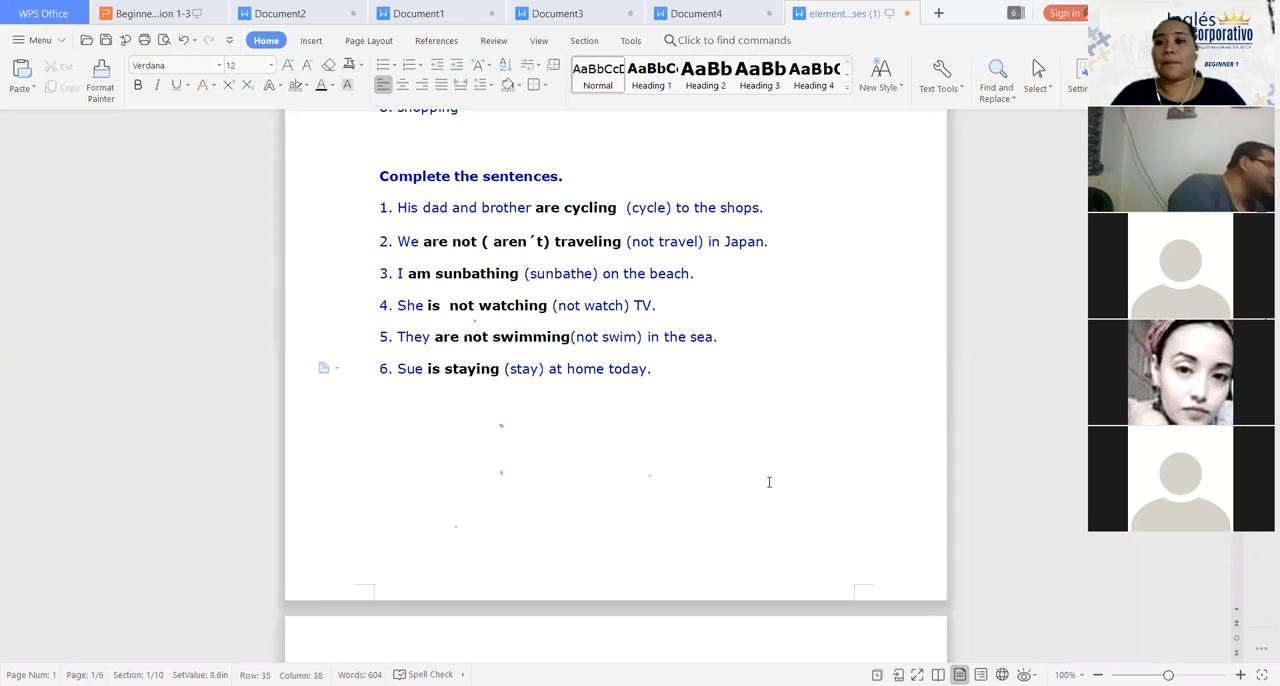 WPS Office Beginne...ion 1-3 Document2 Document1 Document3 Document4 element...ses (1) 6 Sign in
Inglés
Corporativo
BEGINNER 1
Menu Home Insert Page Layout References Review View Section Tools Click to find commands
Paste Cut Copy Format Painter Verdana 12 AaBbCcD Normal AaBbC Heading 1 AaBb Heading 2 AaBb Heading 3 AaBbC Heading 4 New Style Text Tools Find and Replace Select Settin
shopping
Complete the sentences.
1. His dad and brother are cycling (cycle) to the shops.
2. We are not ( aren´t) traveling (not travel) in Japan.
3. I am sunbathing (sunbathe) on the beach.
4. She is not watching (not watch) TV.
5. They are not swimming(not swim) in the sea.
6. Sue is staying (stay) at home today.
Page Num: 1 Page: 1/6 Section: 1/10 SetValue: 8.6in Row: 35 Column: 38 Words: 604 Spell Check 100%